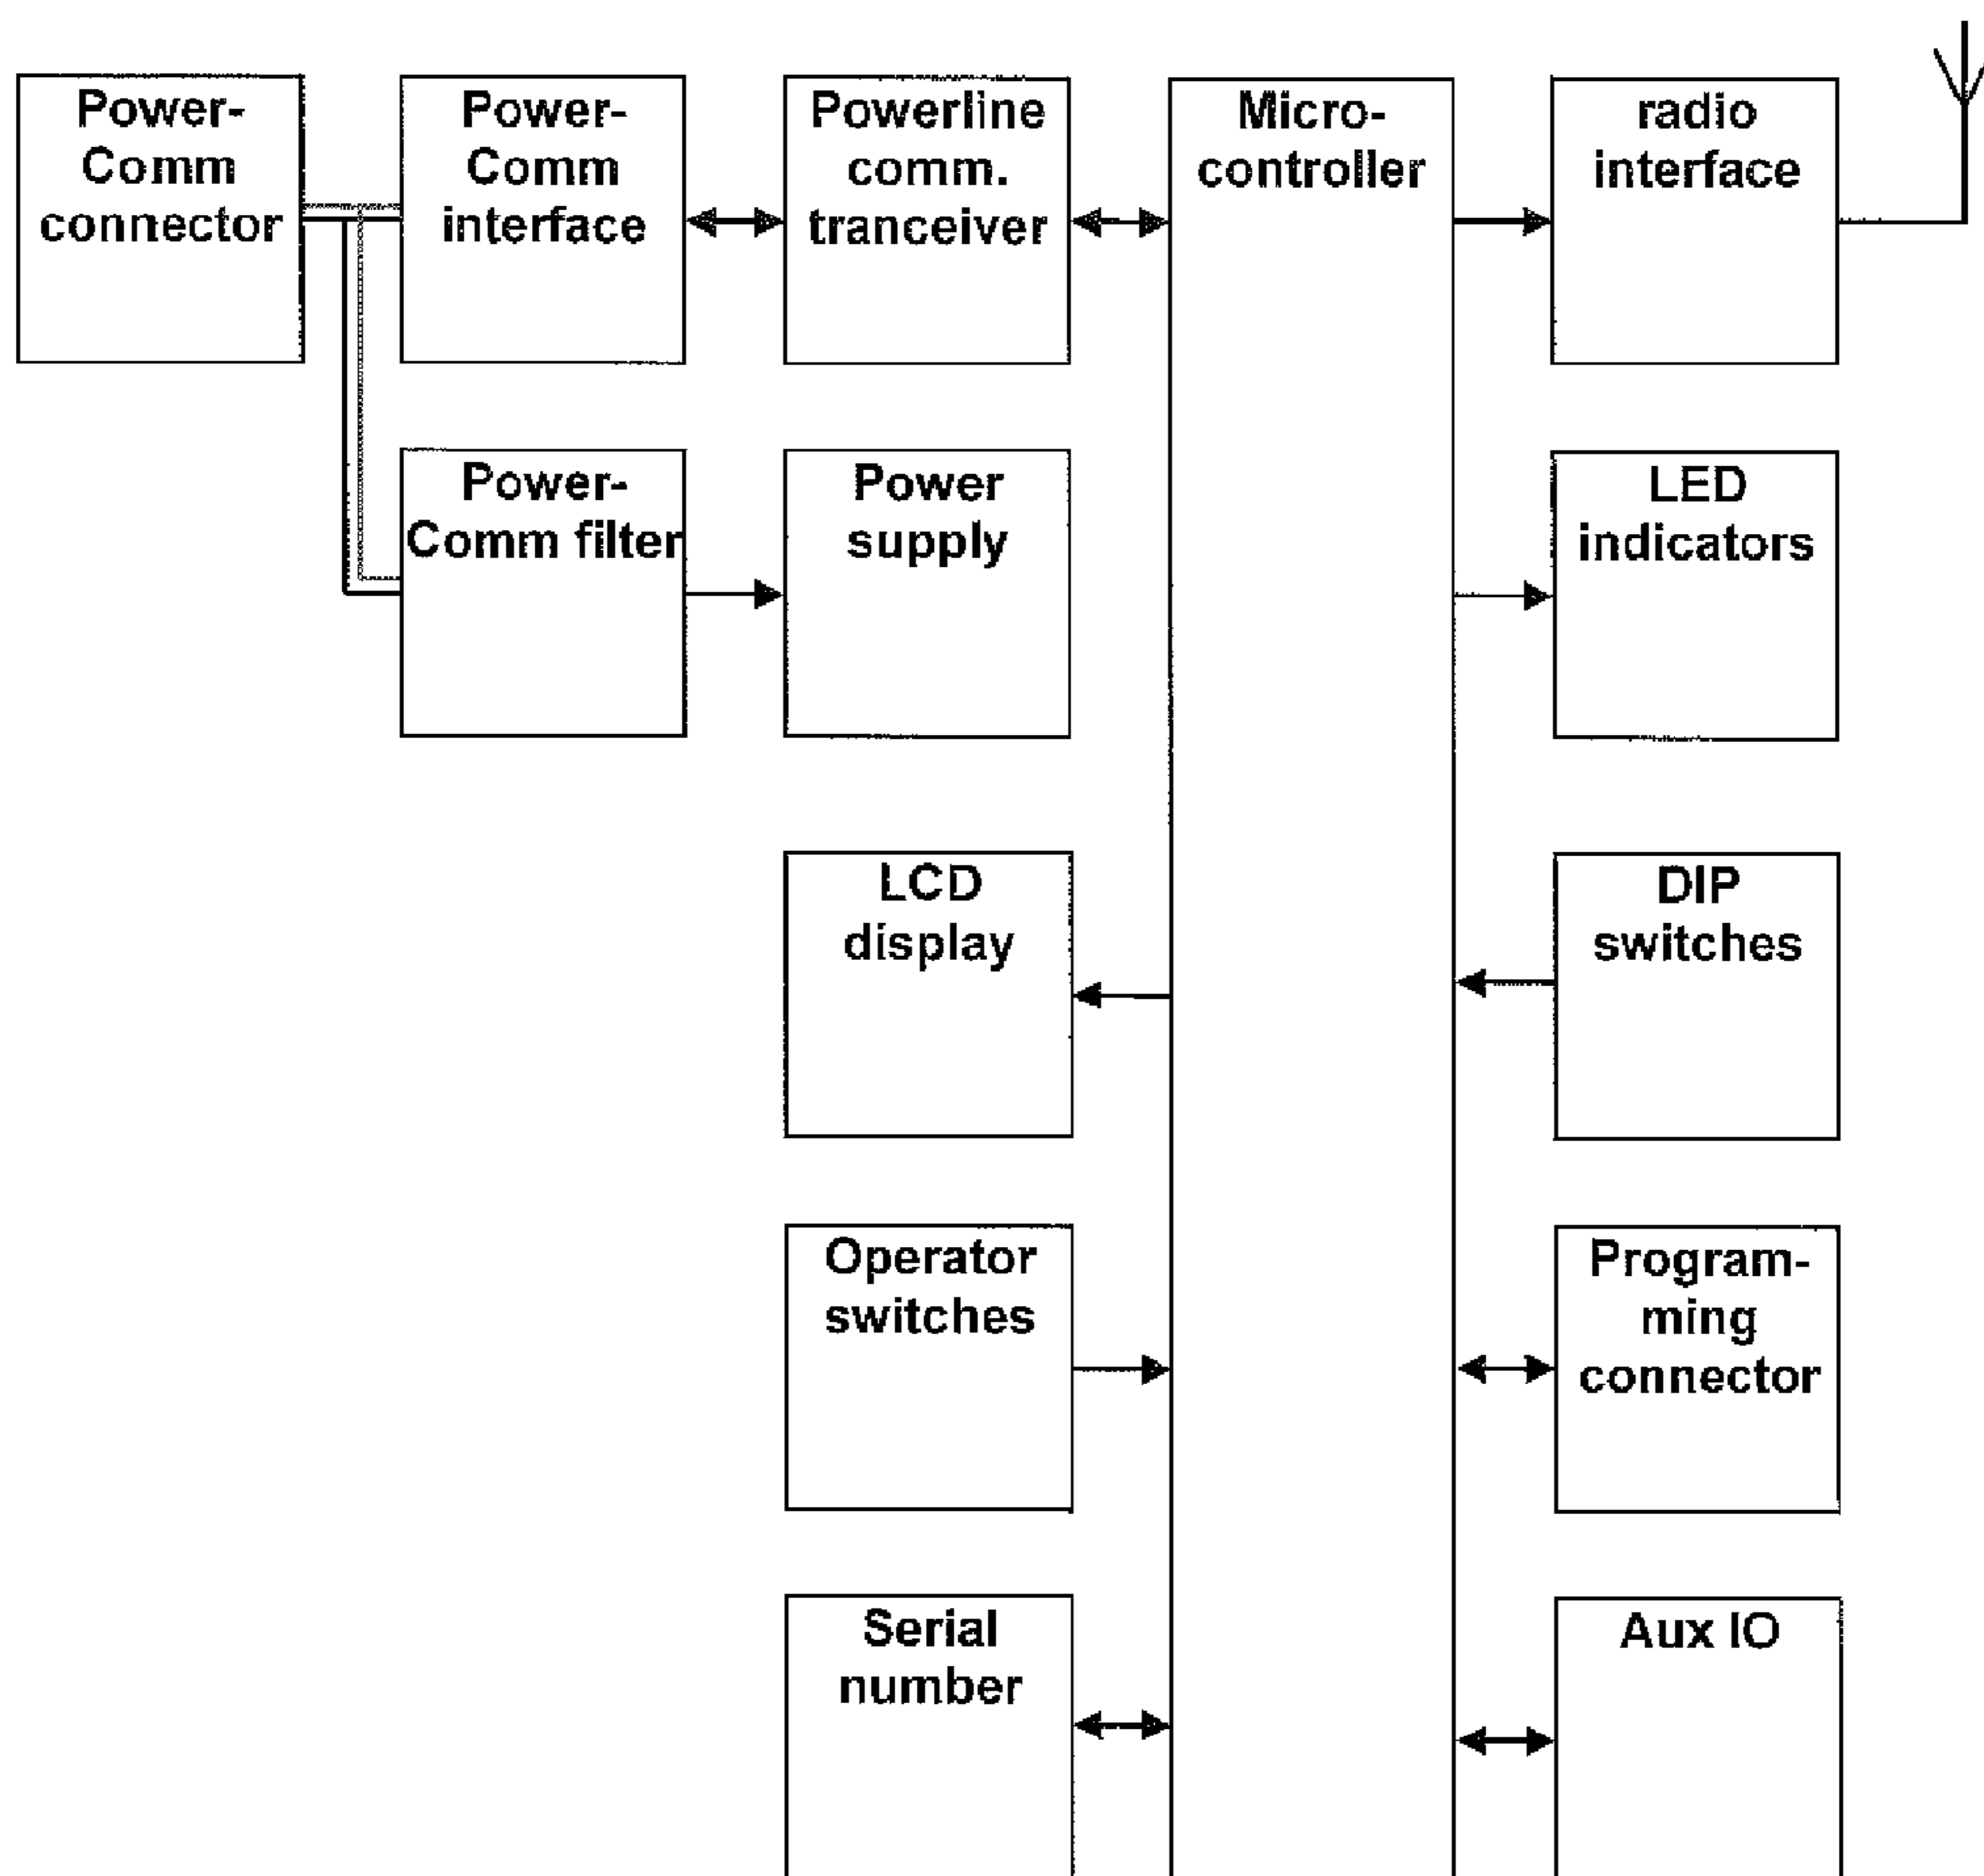 Power-
Comm
connector
Power-
Comm
interface
Powerline
comm.
tranceiver
Micro-
controller
radio
interface
Power-
Comm filter
Power
supply
LED
indicators
LCD
display
DIP
switches
Operator
switches
Program-
ming
connector
Serial
number
Aux IO